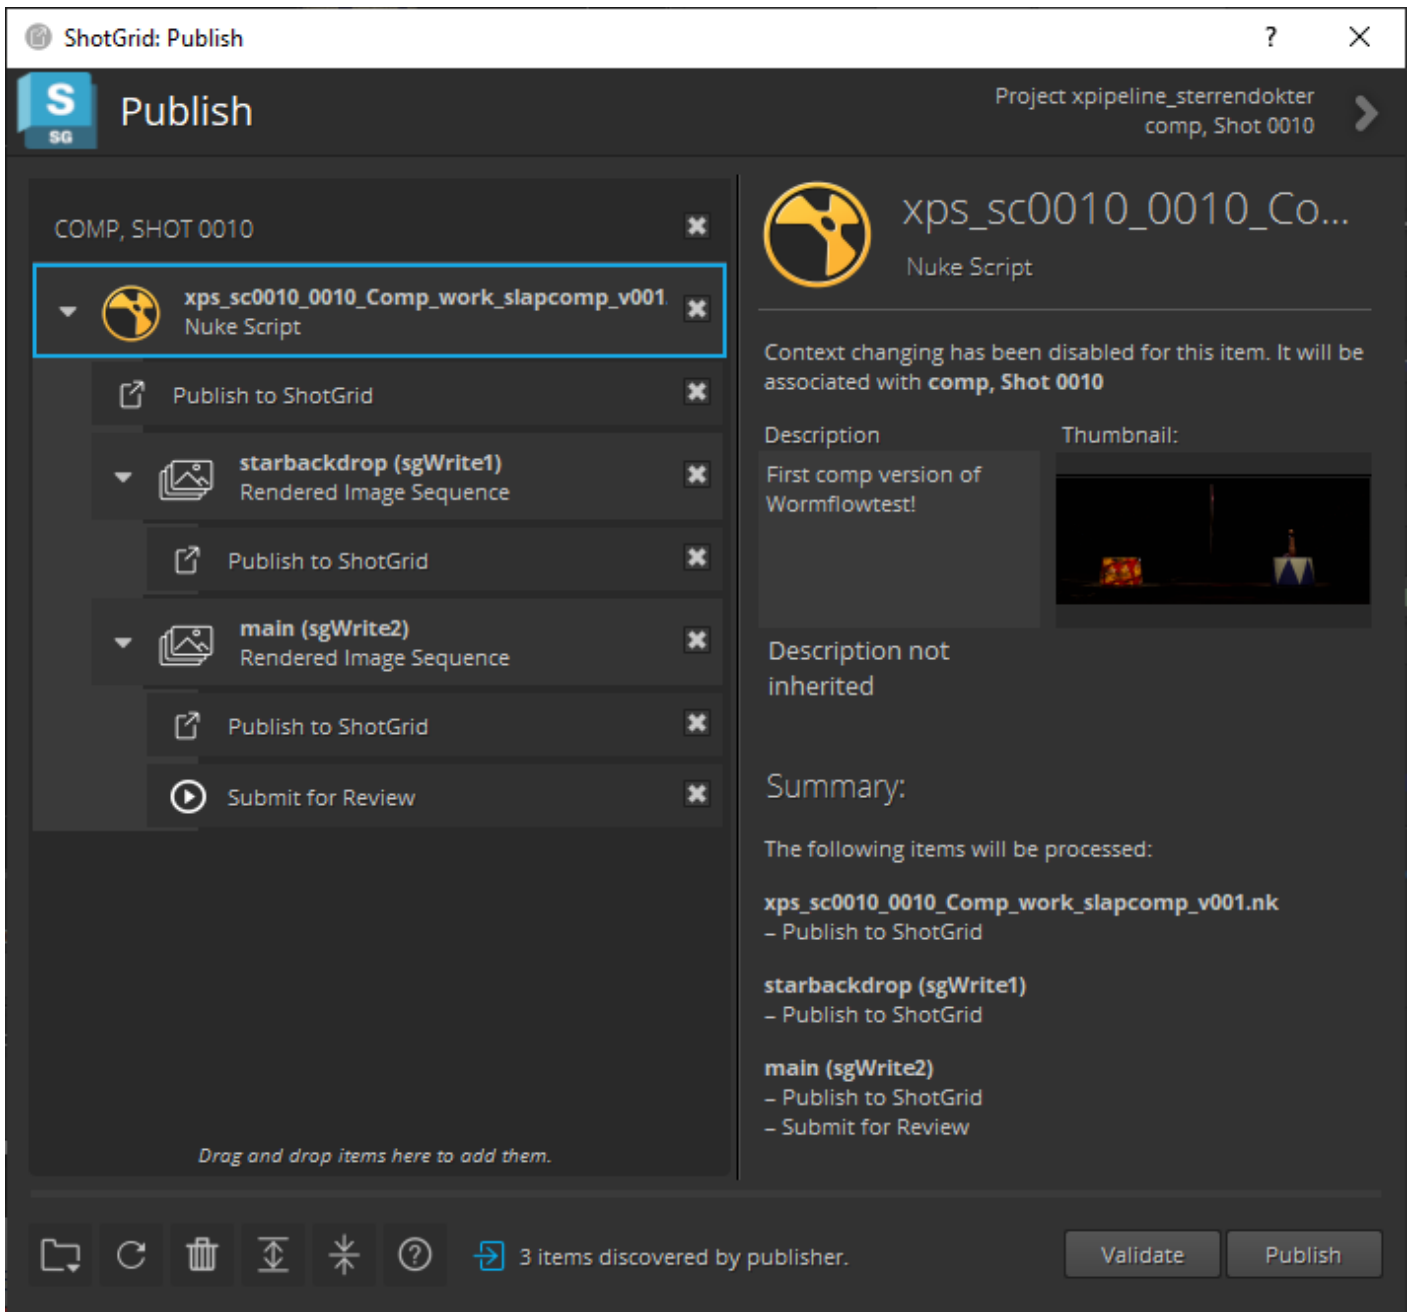 ShotGrid: Publish
?
S
SG
Publish
Project xpipeline_sterrendokter
comp, Shot 0010
COMP, SHOT 0010
xps_sc0010_0010_Comp_work_slapcomp_v001.
Nuke Script
Publish to ShotGrid
starbackdrop (sgWrite1)
Rendered Image Sequence
Publish to ShotGrid
main (sgWrite2)
Rendered Image Sequence
Publish to ShotGrid
Submit for Review
Drag and drop items here to add them.
xps_sc0010_0010_Co...
Nuke Script
Context changing has been disabled for this item. It will be
associated with comp, Shot 0010
Description
Thumbnail:
First comp version of
Wormflowtest!
Description not
inherited
Summary:
The following items will be processed:
xps_sc0010_0010_Comp_work_slapcomp_v001.nk
– Publish to ShotGrid
starbackdrop (sgWrite1)
– Publish to ShotGrid
main (sgWrite2)
– Publish to ShotGrid
– Submit for Review
?
3 items discovered by publisher.
Validate
Publish